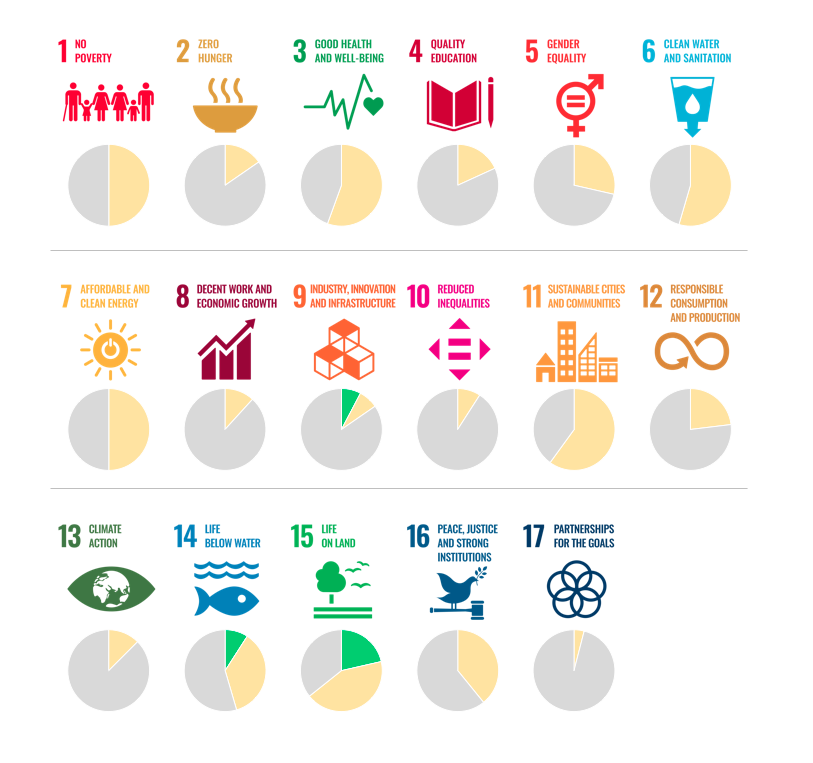 1 NO
POVERTY
2 ZERO
HUNGER
3 GOOD HEALTH
AND WELL-BEING
4 QUALITY
EDUCATION
5 GENDER
EQUALITY
6 CLEAN WATER
AND SANITATION
7 AFFORDABLE AND
CLEAN ENERGY
8 DECENT WORK AND
ECONOMIC GROWTH
9 INDUSTRY, INNOVATION
AND INFRASTRUCTURE
10 REDUCED
INEQUALITIES
11 SUSTAINABLE CITIES
AND COMMUNITIES
12 RESPONSIBLE
CONSUMPTION
AND PRODUCTION
13 CLIMATE
ACTION
14 LIFE
BELOW WATER
15 LIFE
ON LAND
16 PEACE, JUSTICE
AND STRONG
INSTITUTIONS
17 PARTNERSHIPS
FOR THE GOALS